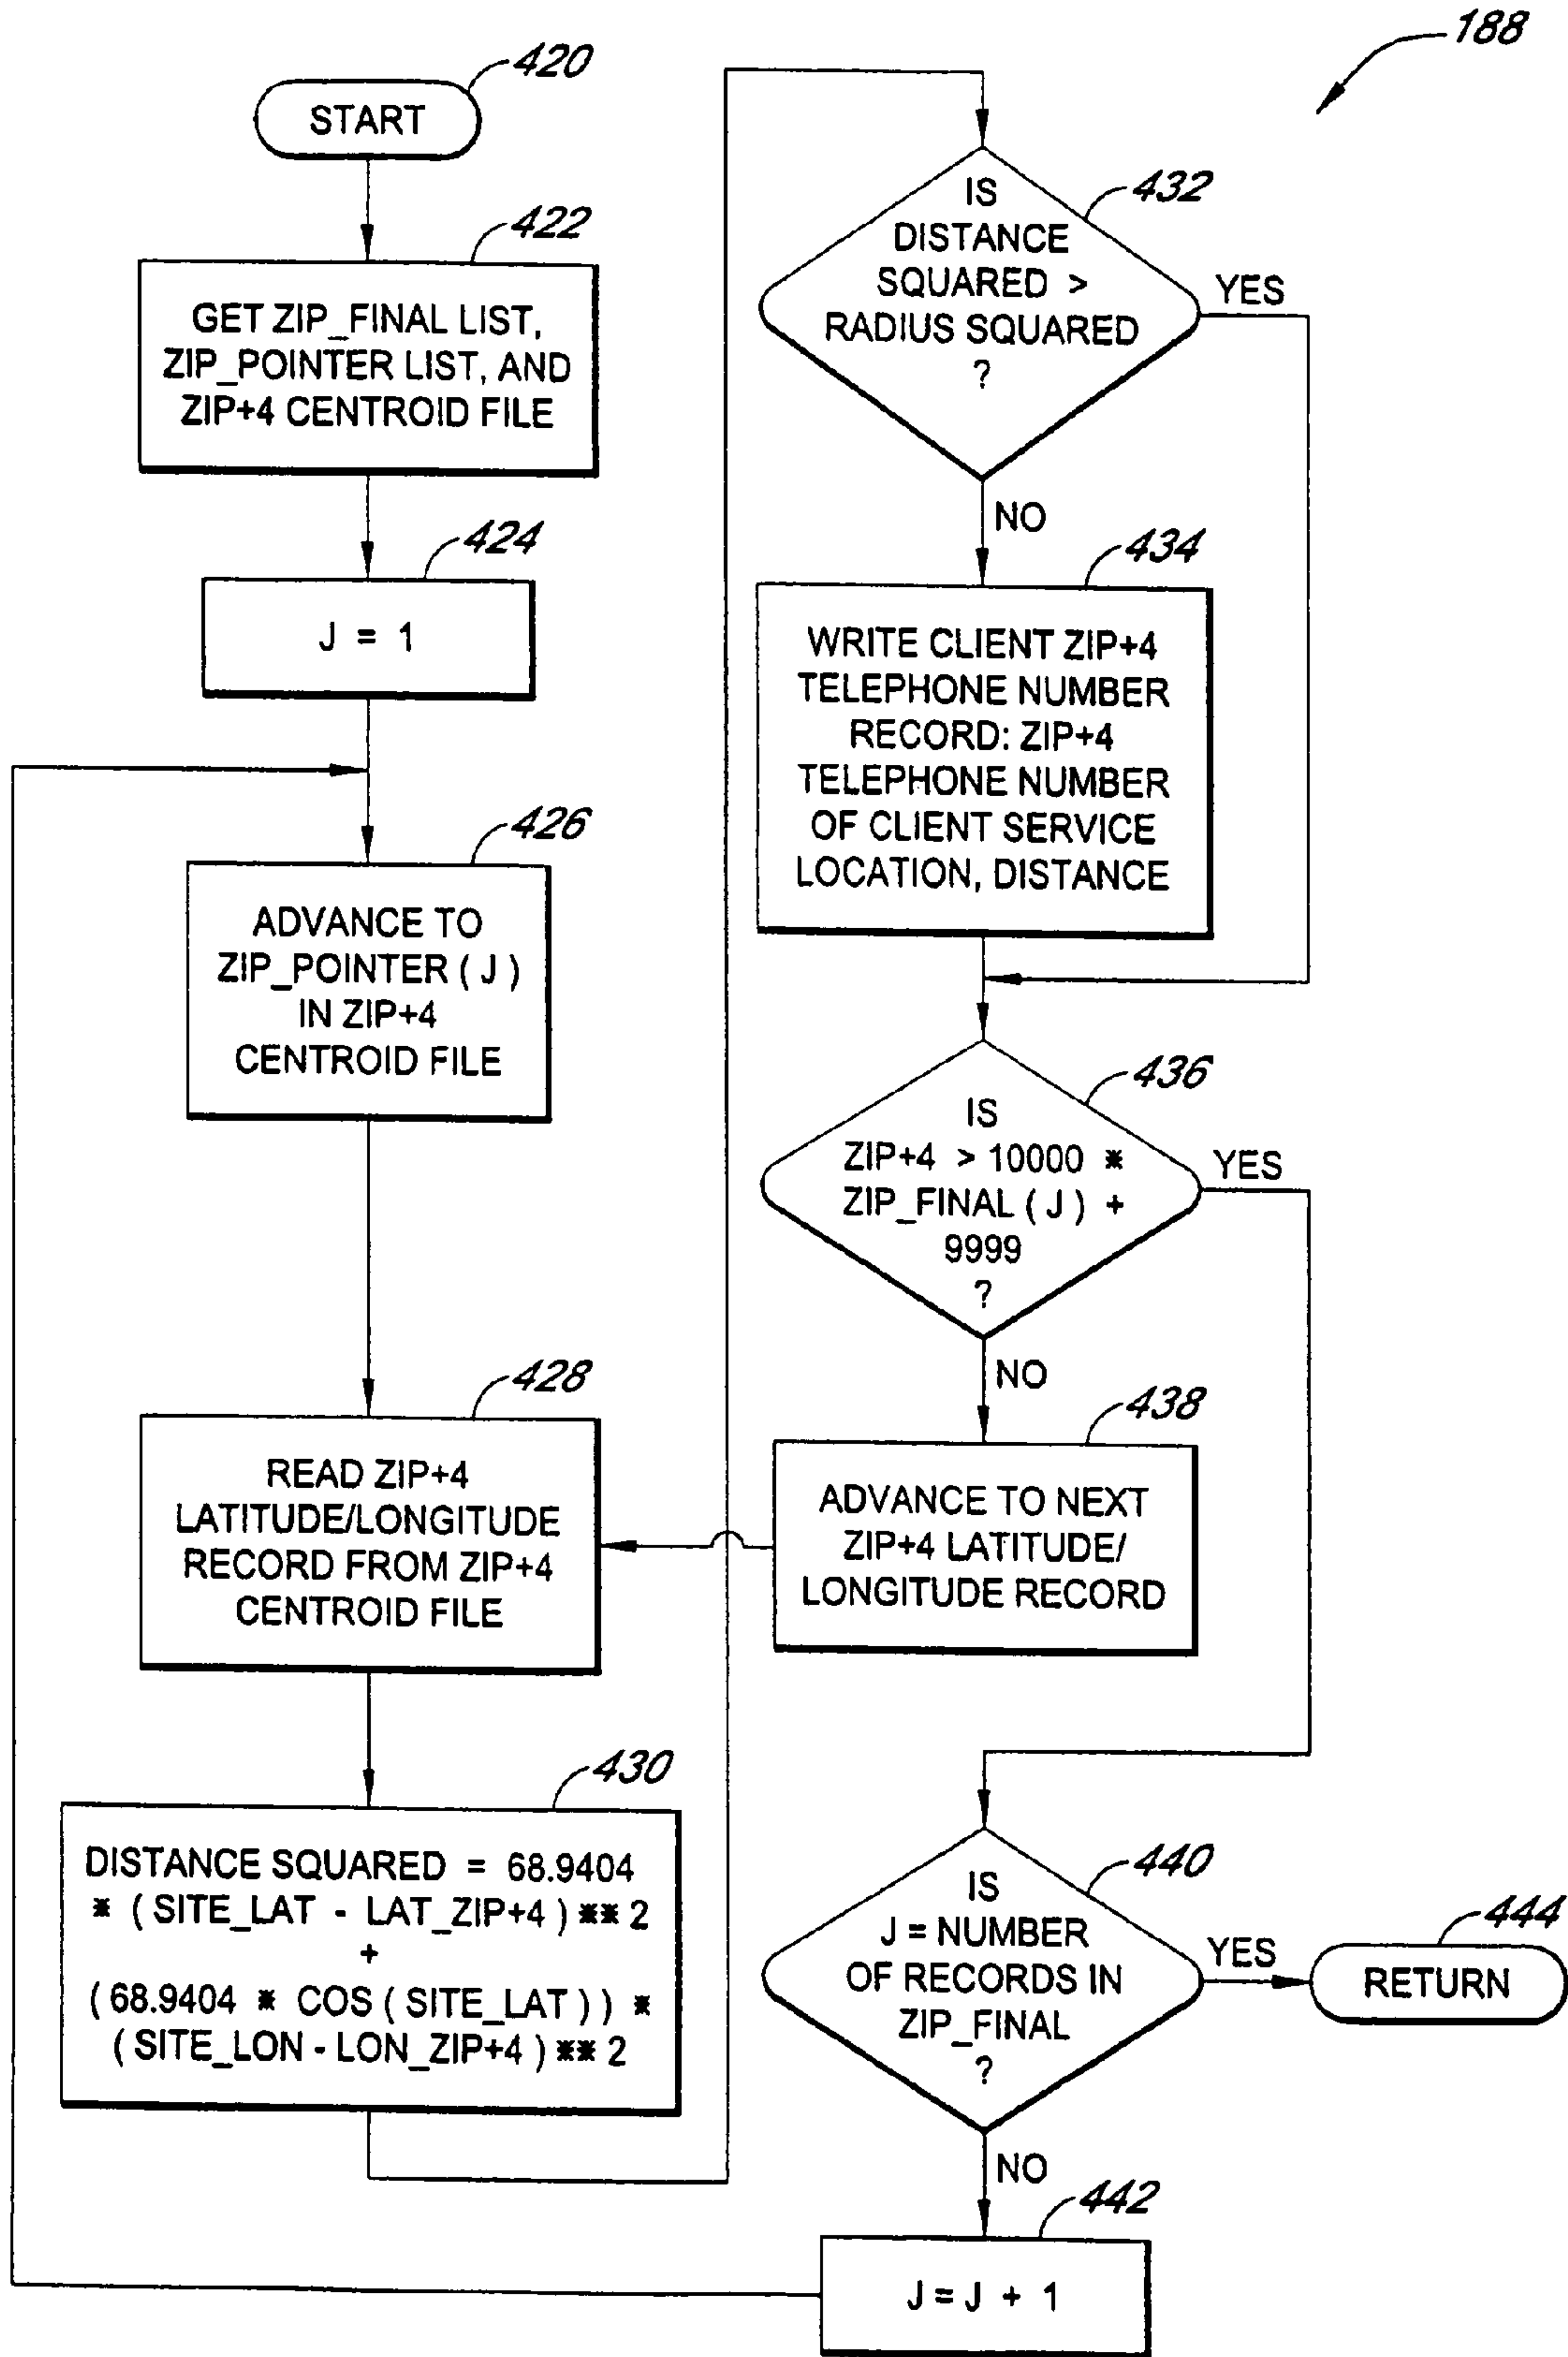 188
420
START
422
GET ZIP_FINAL LIST,
ZIP_POINTER LIST, AND
ZIP+4 CENTROID FILE
424
J = 1
426
ADVANCE TO
ZIP_POINTER ( J )
IN ZIP+4
CENTROID FILE
428
READ ZIP+4
LATITUDE/LONGITUDE
RECORD FROM ZIP+4
CENTROID FILE
430
DISTANCE SQUARED = 68.9404
* ( SITE_LAT - LAT_ZIP+4 ) ** 2
+
( 68.9404 * COS ( SITE_LAT ) ) *
( SITE_LON - LON_ZIP+4 ) ** 2
432
IS
DISTANCE
SQUARED >
RADIUS SQUARED
?
YES
NO
434
WRITE CLIENT ZIP+4
TELEPHONE NUMBER
RECORD: ZIP+4
TELEPHONE NUMBER
OF CLIENT SERVICE
LOCATION, DISTANCE
436
IS
ZIP+4 > 10000 *
ZIP_FINAL ( J ) +
9999
?
YES
NO
438
ADVANCE TO NEXT
ZIP+4 LATITUDE/
LONGITUDE RECORD
440
IS
J = NUMBER
OF RECORDS IN
ZIP_FINAL
?
YES
444
RETURN
NO
442
J = J + 1